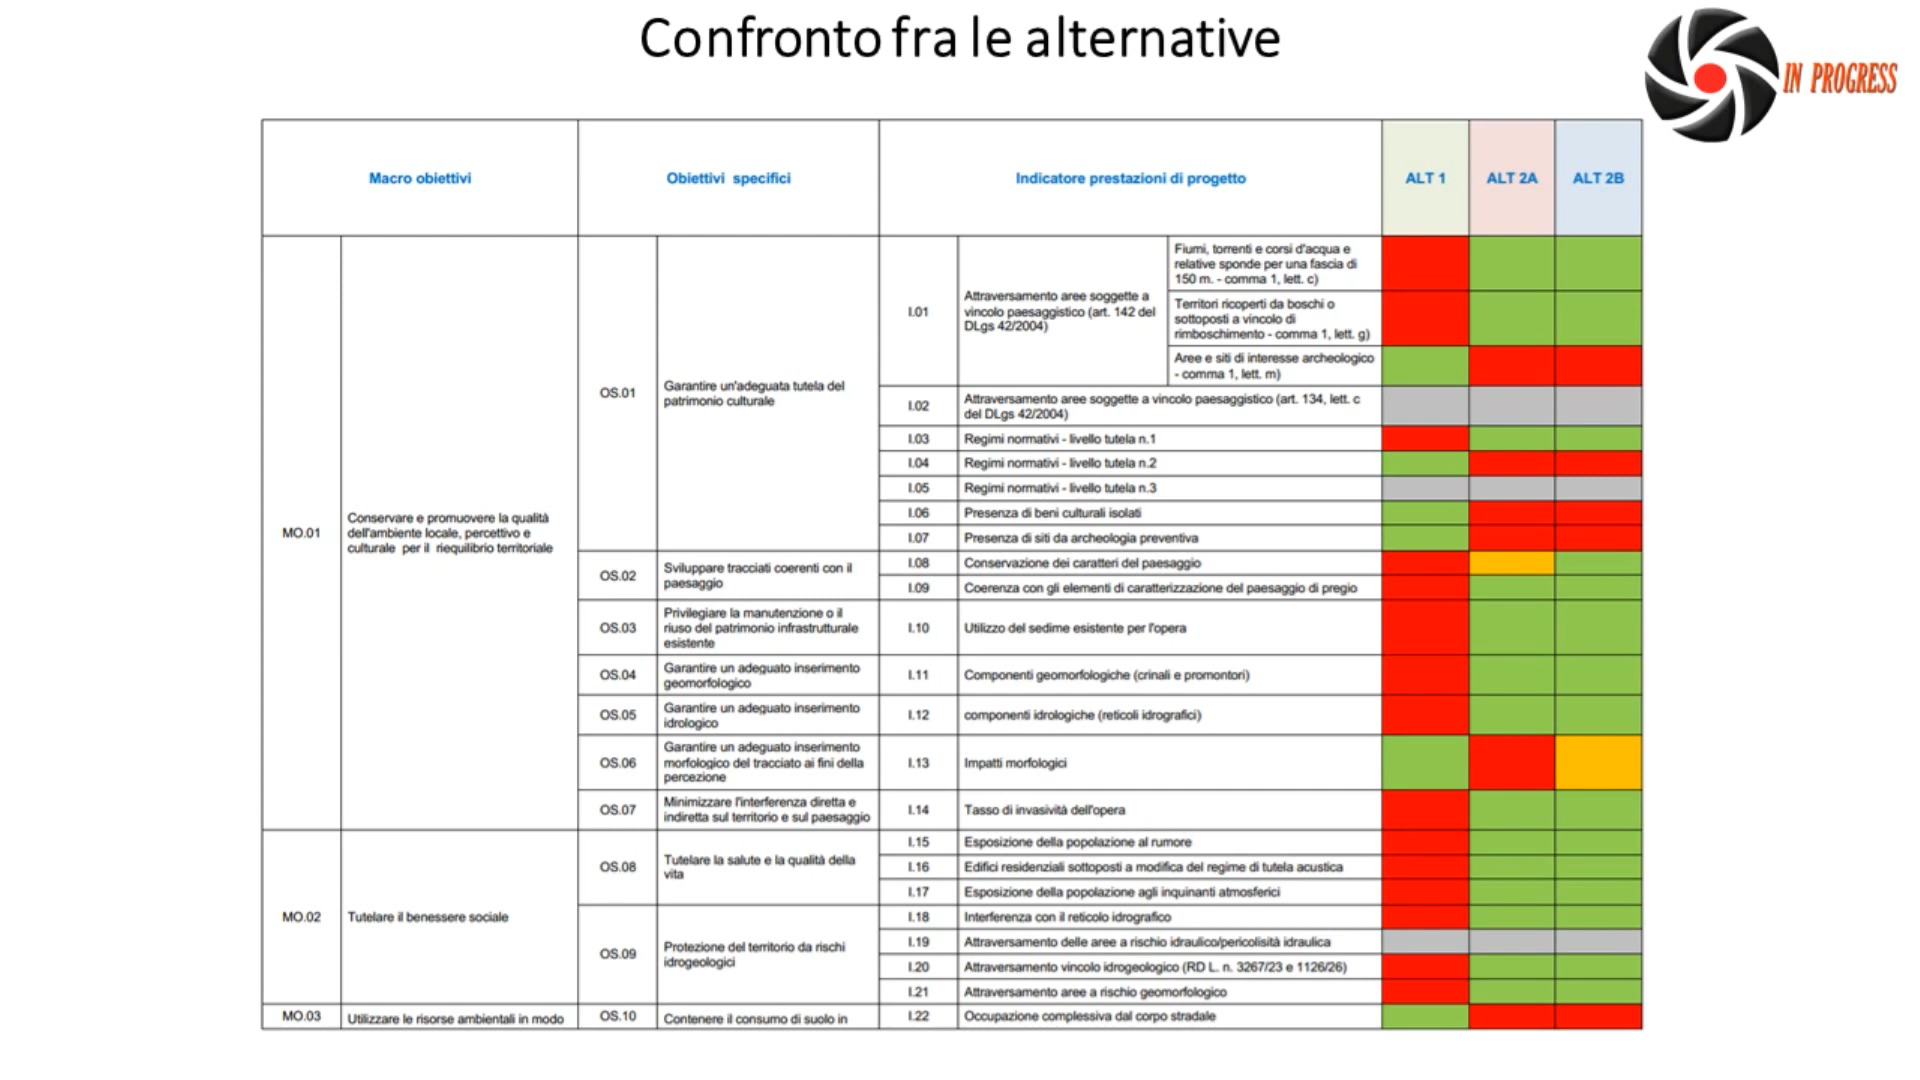 Confronto fra le alternative
IN PROGRESS
Macro obiettivi
Obiettivi specifici
Indicatore prestazioni di progetto
ALT 1
ALT 2A
ALT 2B
MO.01
Conservare e promuovere la qualità
dell'ambiente locale, percettivo e
culturale per il riequilibrio territoriale
OS.01
Garantire un'adeguata tutela del
patrimonio culturale
I.01
Attraversamento aree soggette a
vincolo paesaggistico (art. 142 del
DLgs 42/2004)
Fiumi, torrenti e corsi d'acqua e
relative sponde per una fascia di
150 m. - comma 1, lett. c)
Territori ricoperti da boschi o
sottoposti a vincolo di
rimboschimento - comma 1, lett. g)
Aree e siti di interesse archeologico
- comma 1, lett. m)
I.02
Attraversamento aree soggette a vincolo paesaggistico (art. 134, lett. c
del DLgs 42/2004)
I.03
Regimi normativi - livello tutela n.1
I.04
Regimi normativi - livello tutela n.2
I.05
Regimi normativi - livello tutela n.3
I.06
Presenza di beni culturali isolati
I.07
Presenza di siti da archeologia preventiva
OS.02
Sviluppare tracciati coerenti con il
paesaggio
I.08
Conservazione dei caratteri del paesaggio
I.09
Coerenza con gli elementi di caratterizzazione del paesaggio di pregio
OS.03
Privilegiare la manutenzione o il
riuso del patrimonio infrastrutturale
esistente
I.10
Utilizzo del sedime esistente per l'opera
OS.04
Garantire un adeguato inserimento
geomorfologico
I.11
Componenti geomorfologiche (crinali e promontori)
OS.05
Garantire un adeguato inserimento
idrologico
I.12
componenti idrologiche (reticoli idrografici)
OS.06
Garantire un adeguato inserimento
morfologico del tracciato ai fini della
percezione
I.13
Impatti morfologici
OS.07
Minimizzare l'interferenza diretta e
indiretta sul territorio e sul paesaggio
I.14
Tasso di invasività dell'opera
MO.02
Tutelare il benessere sociale
OS.08
Tutelare la salute e la qualità della
vita
I.15
Esposizione della popolazione al rumore
I.16
Edifici residenziali sottoposti a modifica del regime di tutela acustica
I.17
Esposizione della popolazione agli inquinanti atmosferici
OS.09
Protezione del territorio da rischi
idrogeologici
I.18
Interferenza con il reticolo idrografico
I.19
Attraversamento delle aree a rischio idraulico/pericolisità idraulica
I.20
Attraversamento vincolo idrogeologico (RD L. n. 3267/23 e 1126/26)
I.21
Attraversamento aree a rischio geomorfologico
MO.03
Utilizzare le risorse ambientali in modo
OS.10
Contenere il consumo di suolo in
I.22
Occupazione complessiva dal corpo stradale